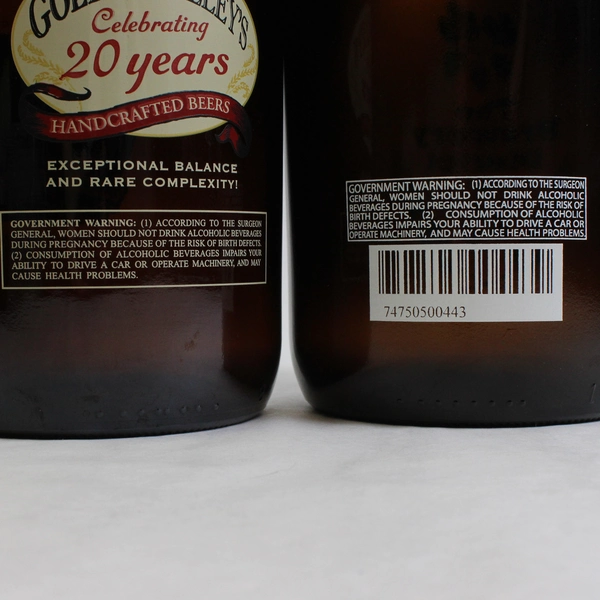 Celebrating
20 years
HANDCRAFTED BEERS
EXCEPTIONAL BALANCE
AND RARE COMPLEXITY!
GOVERNMENT WARNING: (1) ACCORDING TO THE SURGEON
GENERAL, WOMEN SHOULD NOT DRINK ALCOHOLIC BEVERAGES
DURING PREGNANCY BECAUSE OF THE RISK OF BIRTH DEFECTS.
(2) CONSUMPTION OF ALCOHOLIC BEVERAGES IMPAIRS YOUR
ABILITY TO DRIVE A CAR OR OPERATE MACHINERY, AND MAY
CAUSE HEALTH PROBLEMS.
GOVERNMENT WARNING: (1) ACCORDING TO THE SURGEON
GENERAL, WOMEN SHOULD NOT DRINK ALCOHOLIC
BEVERAGES DURING PREGNANCY BECAUSE OF THE RISK OF
BIRTH DEFECTS. (2) CONSUMPTION OF ALCOHOLIC
BEVERAGES IMPAIRS YOUR ABILITY TO DRIVE A CAR OR
OPERATE MACHINERY, AND MAY CAUSE HEALTH PROBLEMS.
74750500443